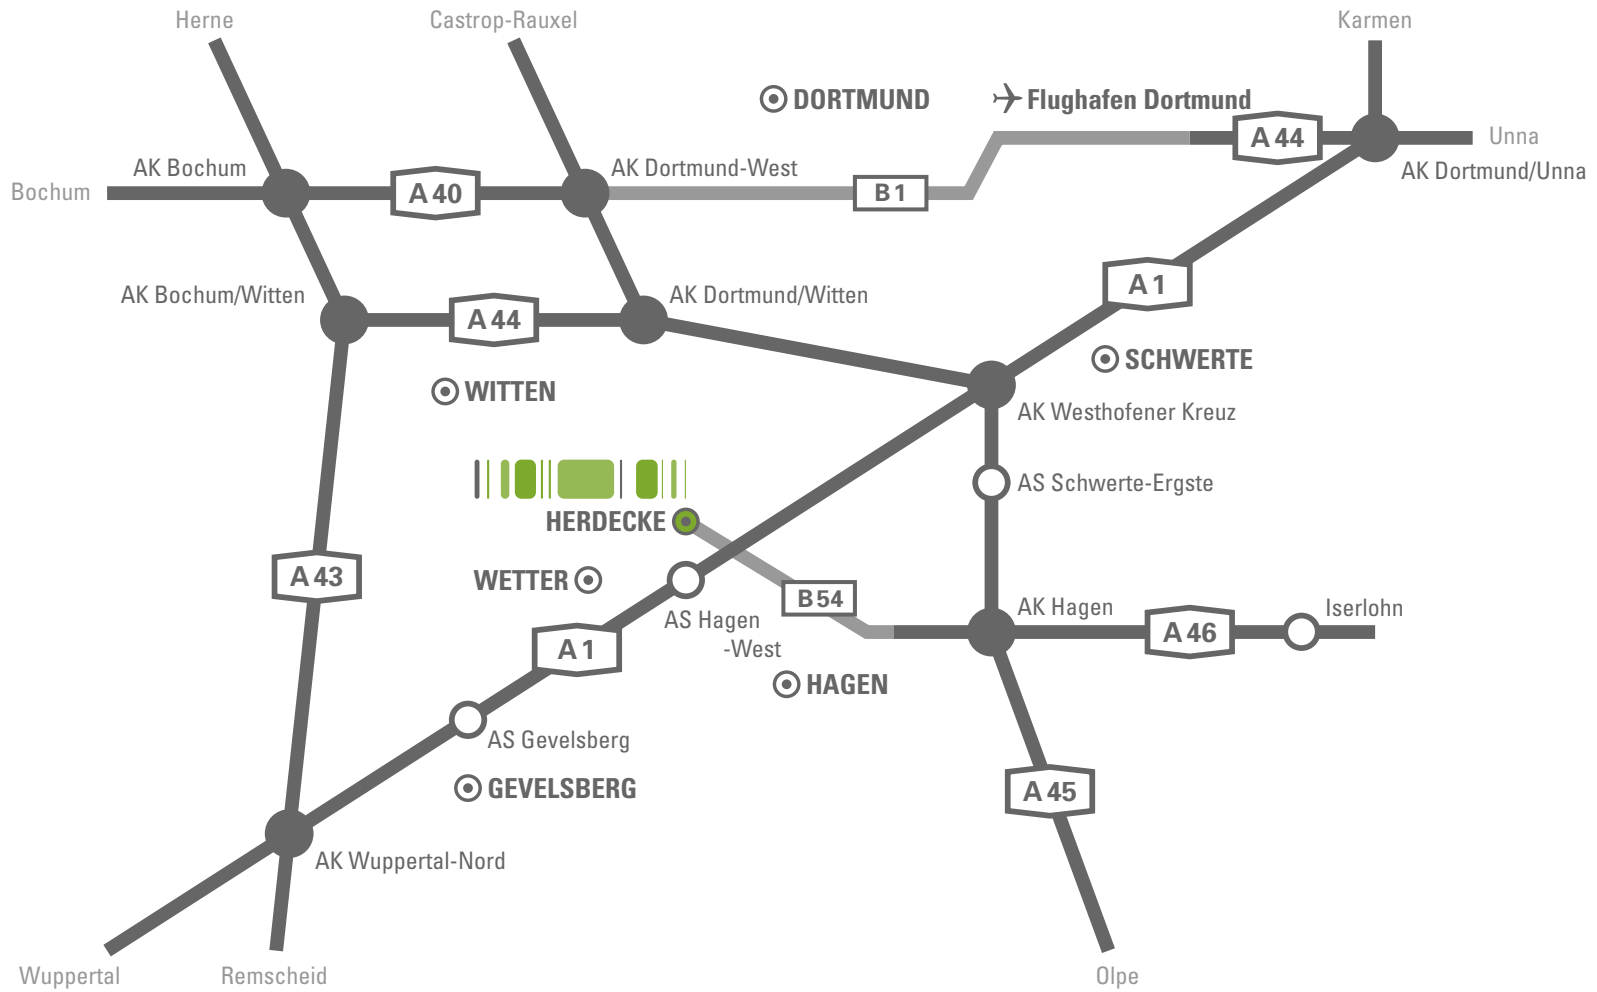 Herne
Castrop-Rauxel
Karmen
DORTMUND
Flughafen Dortmund
A 44
Unna
AK Bochum
AK Dortmund-West
AK Dortmund/Unna
Bochum
A 40
B 1
A 1
AK Bochum/Witten
AK Dortmund/Witten
A 44
SCHWERTE
WITTEN
AK Westhofener Kreuz
AS Schwerte-Ergste
HERDECKE
A 43
WETTER
B 54
AK Hagen
Iserlohn
AS Hagen
-West
A 46
A 1
HAGEN
AS Gevelsberg
GEVELSBERG
A 45
AK Wuppertal-Nord
Wuppertal
Remscheid
Olpe